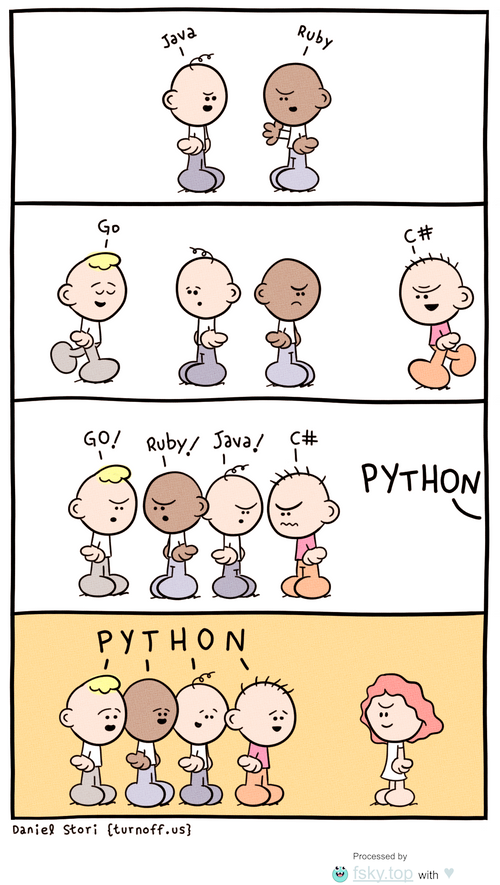 Java
Ruby
Go
C#
GO!
Ruby!
Java!
C#
PYTHON
PYTHON
Daniel Stori {turnoff.us}
Processed by
fsky.top with ♥